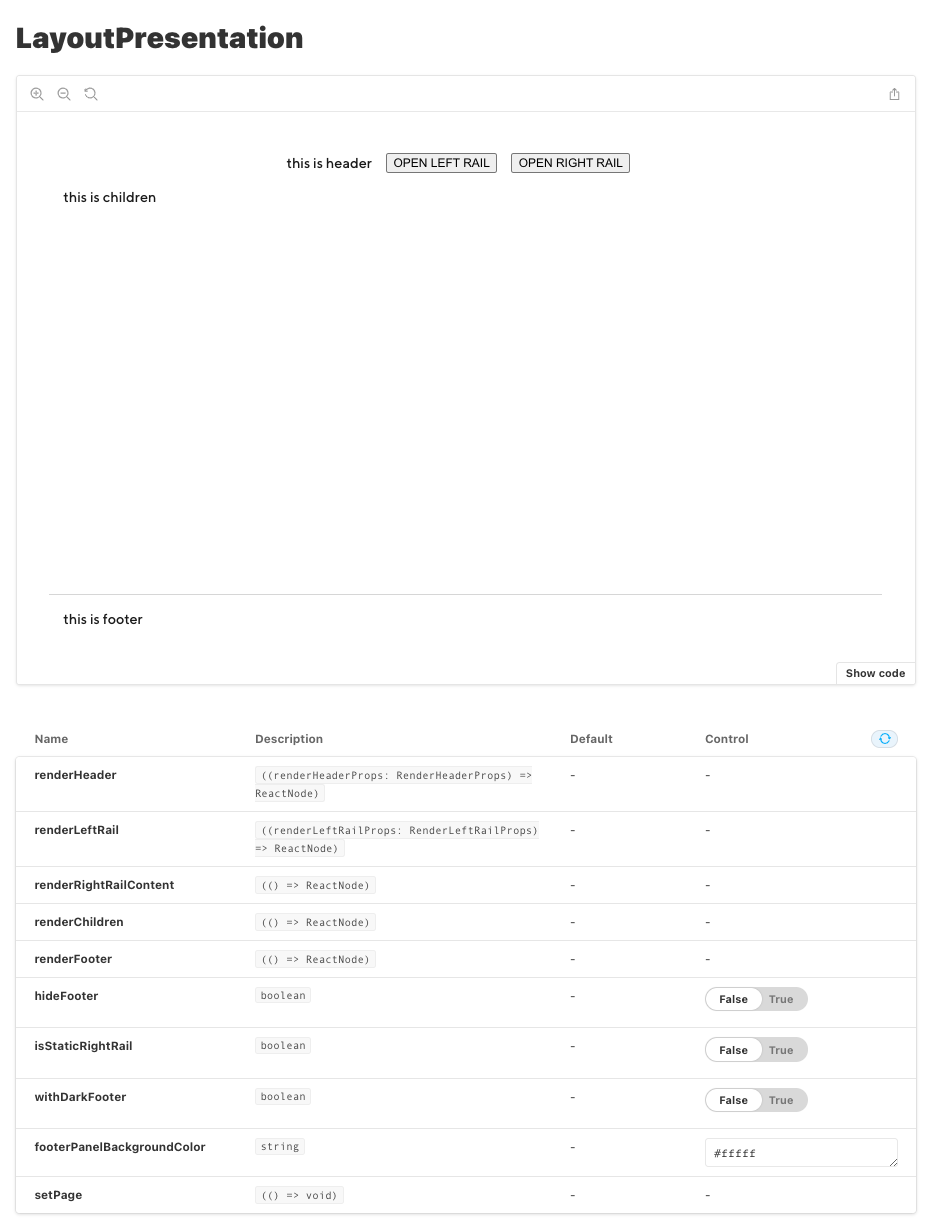 LayoutPresentation
this is header OPEN LEFT RAIL OPEN RIGHT RAIL
this is children
this is footer
Show code
Name Description Default Control
renderHeader ((renderHeaderProps: RenderHeaderProps) => - -
ReactNode)
renderLeftRail ((renderLeftRailProps: RenderLeftRailProps) - -
=> ReactNode)
renderRightRailContent (() => ReactNode) - -
renderChildren (() => ReactNode) - -
renderFooter (() => ReactNode) - -
hideFooter boolean - False True
isStaticRightRail boolean - False True
withDarkFooter boolean - False True
footerPanelBackgroundColor string - #fffff
setPage (() => void) - -